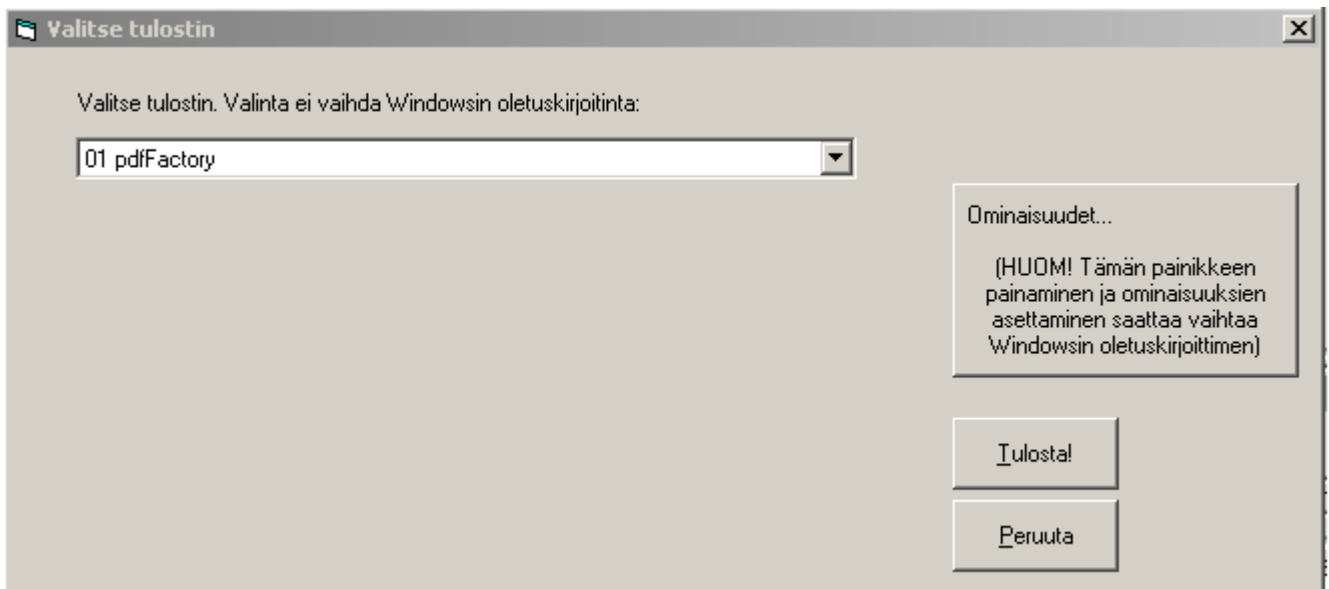 Valitse tulostin
Valitse tulostin. Valinta ei vaihda Windowsin oletuskirjoitinta:
01 pdfFactory
Ominaisuudet...
(HUOM! Tämän painikkeen
painaminen ja ominaisuuksien
asettaminen saattaa vaihtaa
Windowsin oletuskirjoittimen)
Tulosta!
Peruuta